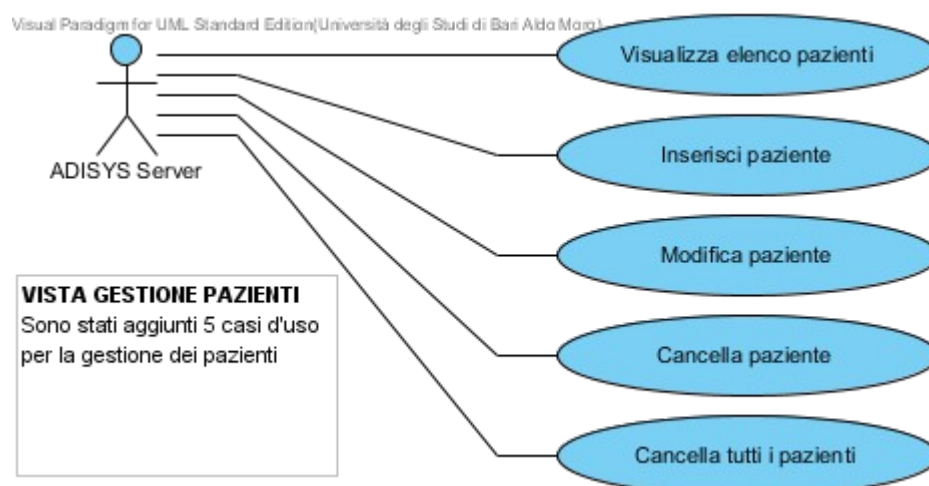 Visual Paradigm for UML Standard Edition(Università degli Studi di Bari Aldo Moro)
Visualizza elenco pazienti
Inserisci paziente
ADISYS Server
Modifica paziente
VISTA GESTIONE PAZIENTI
Sono stati aggiunti 5 casi d'uso
per la gestione dei pazienti
Cancella paziente
Cancella tutti i pazienti